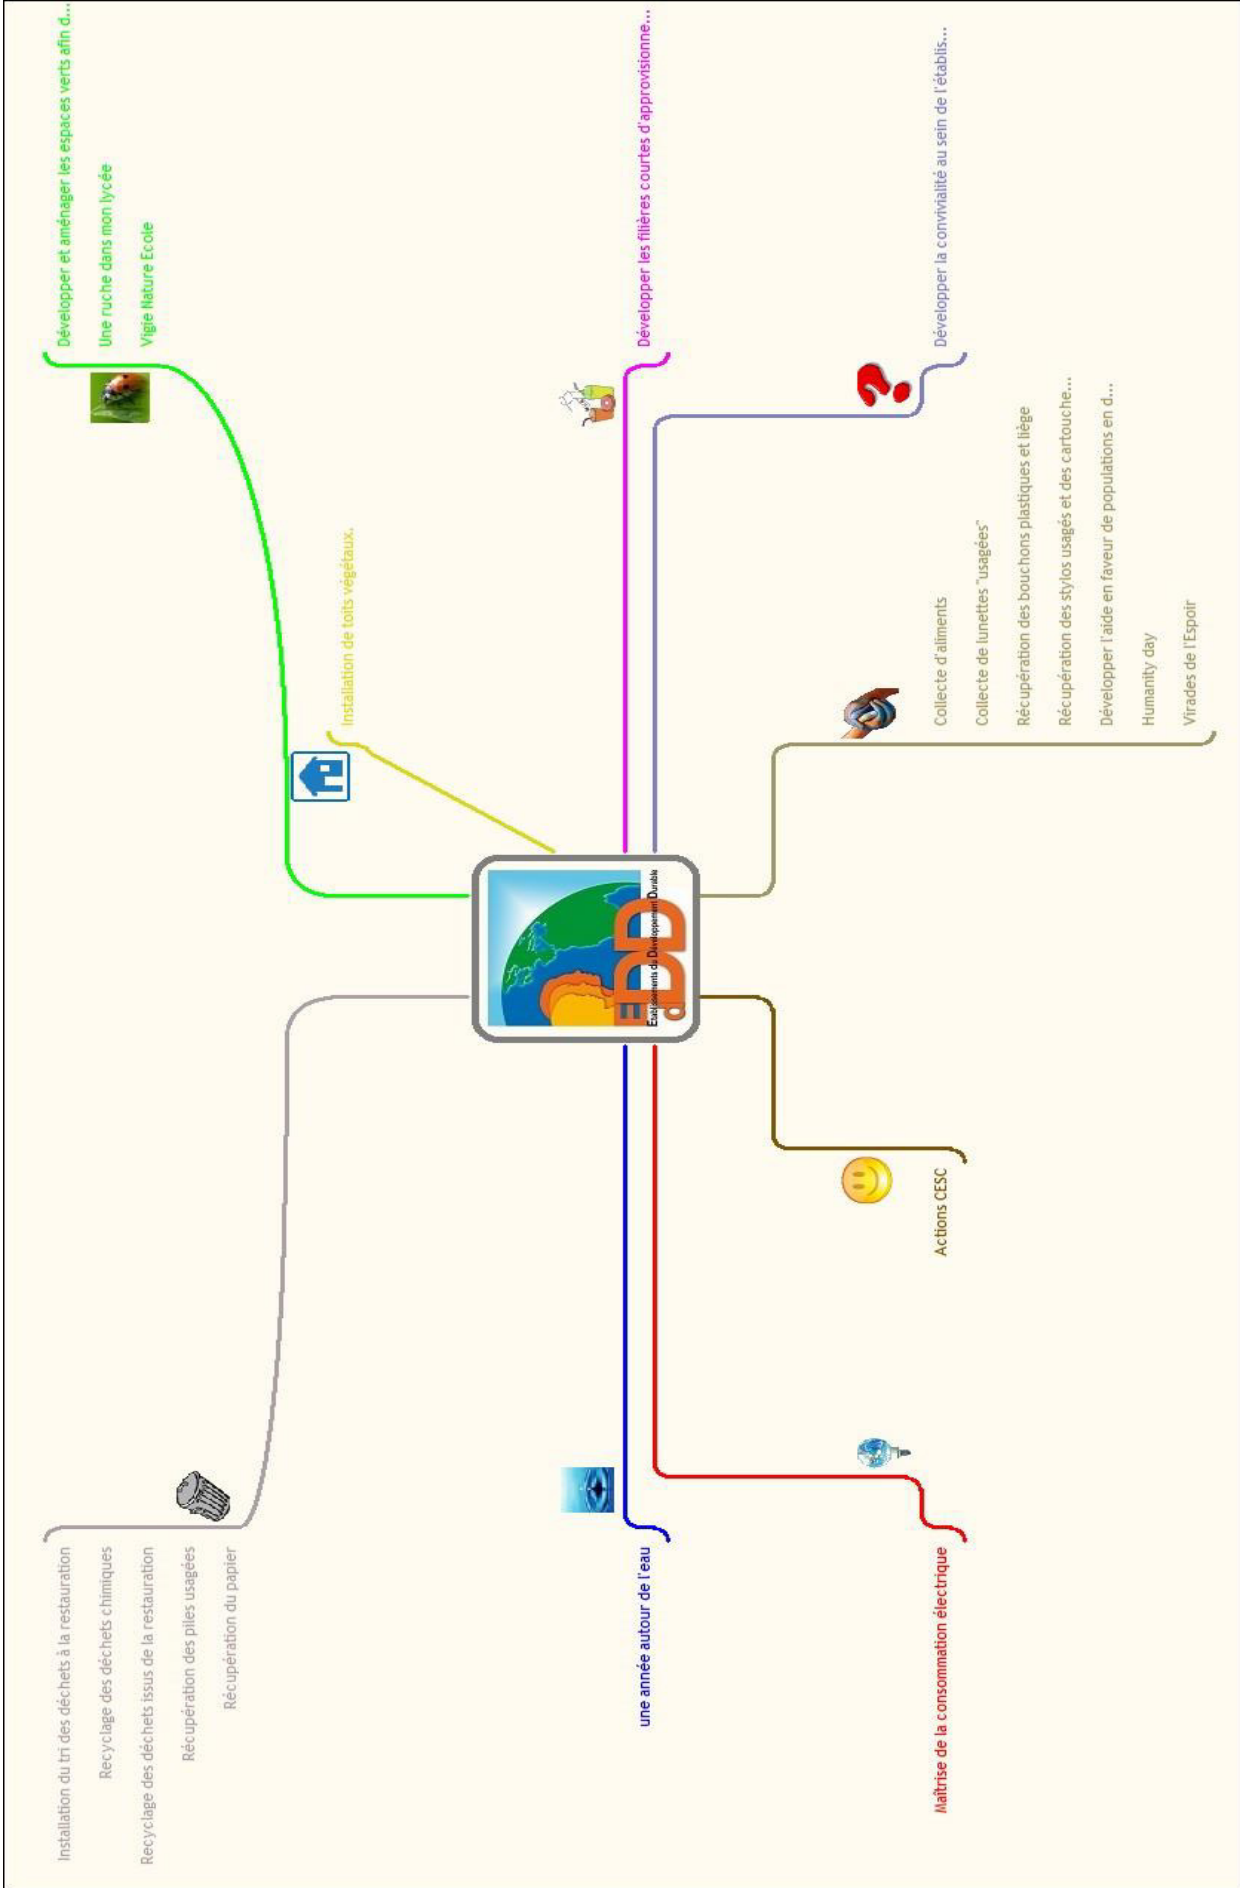 Installation du tri des déchets à la restauration
Recyclage des déchets chimiques
Recyclage des déchets issus de la restauration
Récupération des piles usagées
Récupération du papier
Développer et aménager les espaces verts afin d...
Une ruche dans mon lycée
Vigie Nature Ecole
Installation de toits végétaux.
E
3D
Etablissements du Développement Durable
une année autour de l'eau
Développer les filières courtes d'approvisionne...
Maîtrise de la consommation électrique
Développer la convivialité au sein de l'établis...
Actions CESC
Collecte d'aliments
Collecte de lunettes "usagées"
Récupération des bouchons plastiques et liège
Récupération des stylos usagés et des cartouche...
Développer l'aide en faveur de populations en d...
Humanity day
Virades de l'Espoir